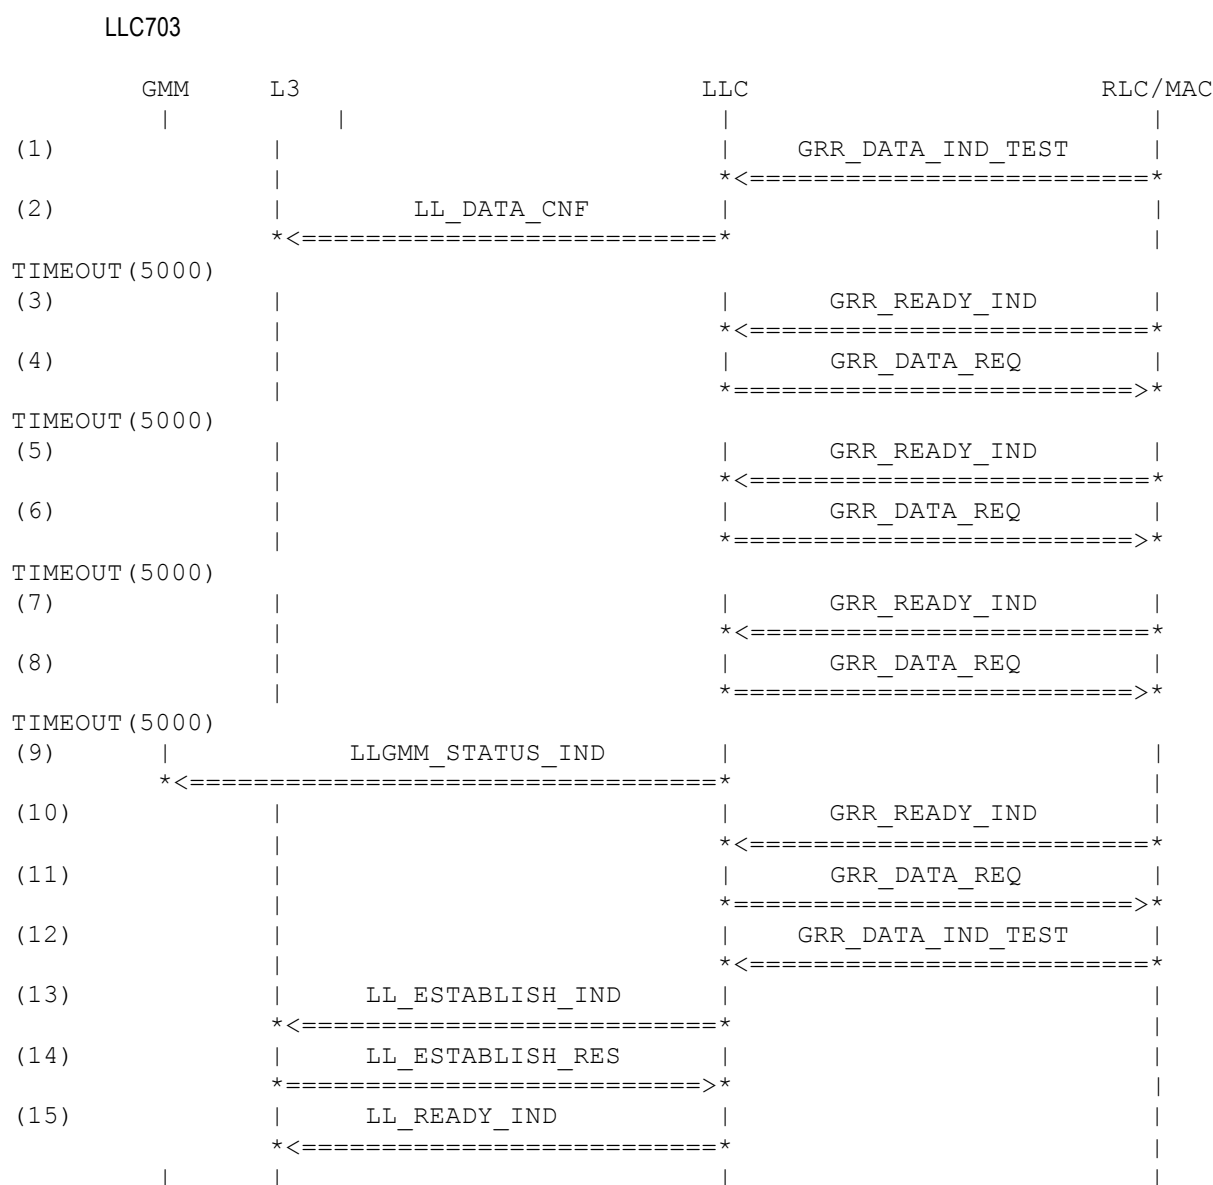 LLC703
GMM L3 LLC RLC/MAC
| | | |
(1) | | GRR_DATA_IND_TEST |
| *<=========================*
(2) | LL_DATA_CNF | |
*<==========================* |
TIMEOUT(5000)
(3) | | GRR_READY_IND |
| *<=========================*
(4) | | GRR_DATA_REQ |
| *=========================>*
TIMEOUT(5000)
(5) | | GRR_READY_IND |
| *<=========================*
(6) | | GRR_DATA_REQ |
| *=========================>*
TIMEOUT(5000)
(7) | | GRR_READY_IND |
| *<=========================*
(8) | | GRR_DATA_REQ |
| *=========================>*
TIMEOUT(5000)
(9) | LLGMM_STATUS_IND | |
*<=================================* |
(10) | | GRR_READY_IND |
| *<=========================*
(11) | | GRR_DATA_REQ |
| *=========================>*
(12) | | GRR_DATA_IND_TEST |
| *<=========================*
(13) | LL_ESTABLISH_IND | |
*<==========================* |
(14) | LL_ESTABLISH_RES | |
*==========================>* |
(15) | LL_READY_IND | |
*<==========================* |
| | | |